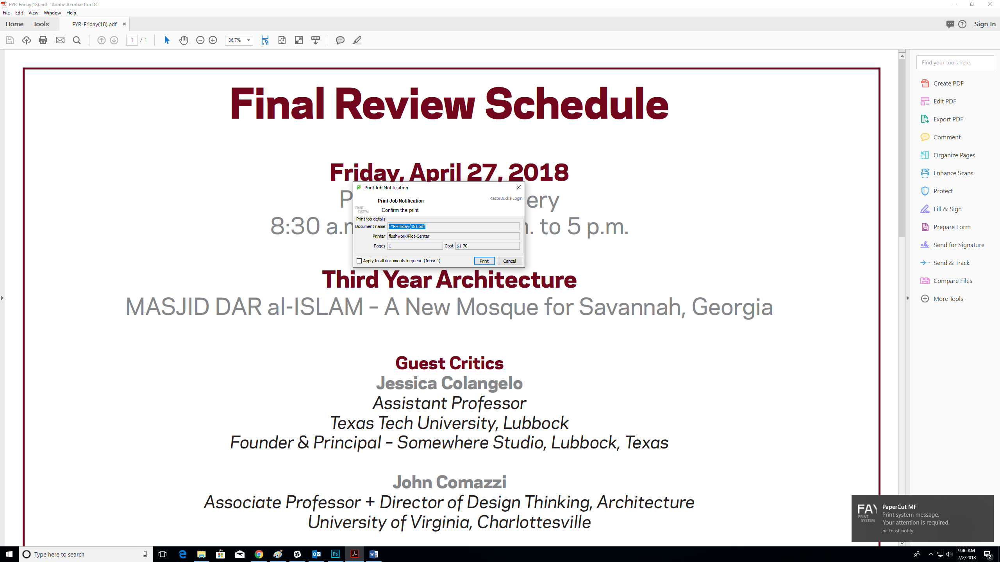 FYR-Friday(18).pdf - Adobe Acrobat Pro DC
File Edit View Window Help
Home Tools FYR-Friday(18).pdf × Sign In
1 / 1 86.7%
Find your tools here
Create PDF
Edit PDF
Export PDF
Comment
Organize Pages
Enhance Scans
Protect
Fill & Sign
Prepare Form
Send for Signature
Send & Track
Compare Files
More Tools
Final Review Schedule
Friday, April 27, 2018
P ery
8:30 a.m . to 5 p.m.
Print Job Notification
RazorBuck$ Login
Print Job Notification
PRINT SYSTEM
Confirm the print
Print job details
Document name FYR-Friday(18).pdf
Printer flushwork\Plot-Center
Pages 1 Cost $1.70
Apply to all documents in queue (Jobs: 1) Print Cancel
Third Year Architecture
MASJID DAR al-ISLAM – A New Mosque for Savannah, Georgia
Guest Critics
Jessica Colangelo
Assistant Professor
Texas Tech University, Lubbock
Founder & Principal – Somewhere Studio, Lubbock, Texas
John Comazzi
Associate Professor + Director of Design Thinking, Architecture
University of Virginia, Charlottesville
FAY
PRINT
SYSTEM
PaperCut MF
Print system message.
Your attention is required.
pc-toast-notify
Type here to search
Ps
9:46 AM
7/2/2018
2